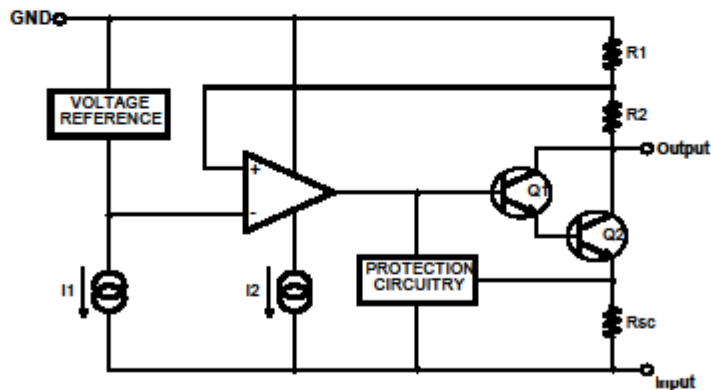 GND
R1
VOLTAGE
REFERENCE
R2
Output
+
-
Q1
Q2
PROTECTION
CIRCUITRY
I1
I2
Rsc
Input